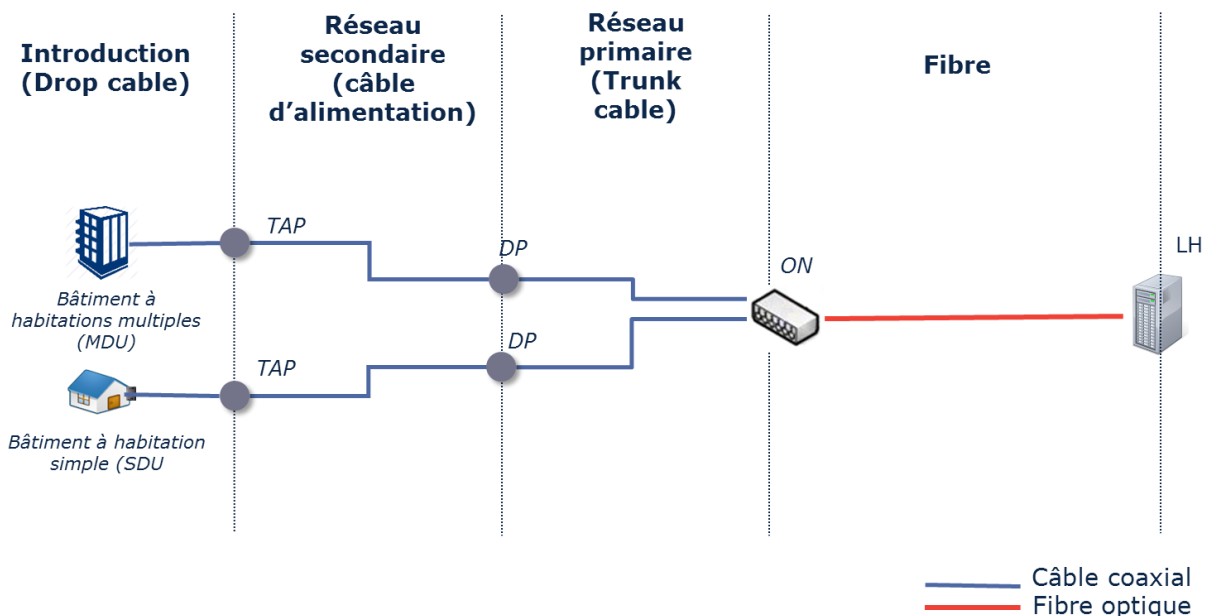 Introduction
(Drop cable)
Réseau
secondaire
(câble
d’alimentation)
Réseau
primaire
(Trunk
cable)
Fibre
TAP
DP
ON
LH
Bâtiment à
habitations multiples
(MDU)
TAP
DP
Bâtiment à habitation
simple (SDU
Câble coaxial
Fibre optique